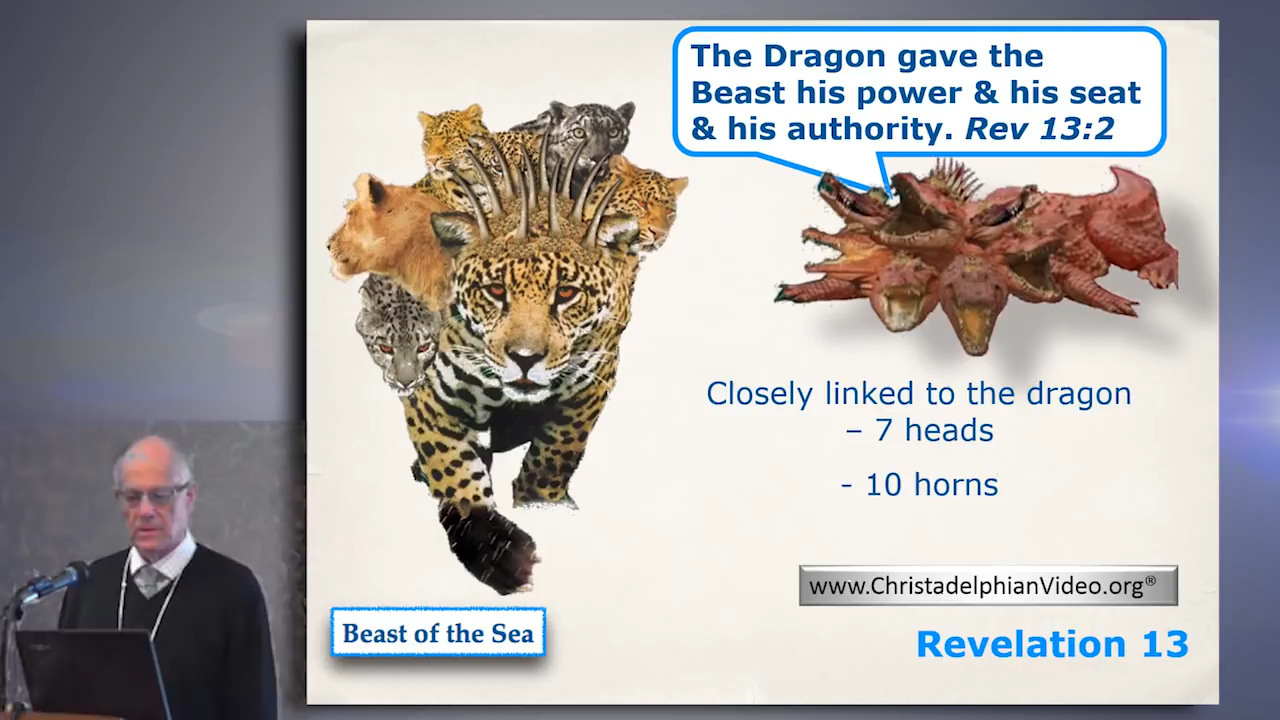 The Dragon gave the
Beast his power & his seat
& his authority. Rev 13:2
Closely linked to the dragon
– 7 heads
- 10 horns
www.ChristadelphianVideo.org®
Beast of the Sea
Revelation 13